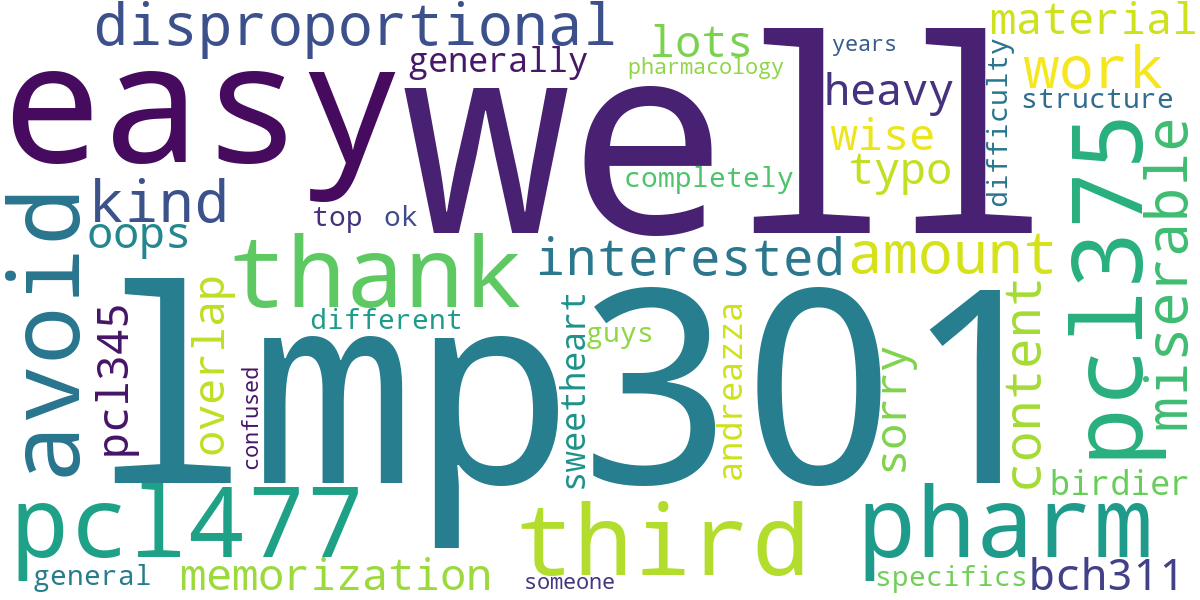 disproportional
easy
well
generally
lots
pharmacology
years
material
work
heavy
structure
difficulty
wise
typo
completely
avoid
kind
oops
top
ok
thank
interested
amount
pcl375
miserable
lmp301
pcl345
overlap
confused
different
sweetheart
guys
andreazza
sorry
content
birdier
pcl477
third
pharm
general
memorization
someone
specifics
bch311